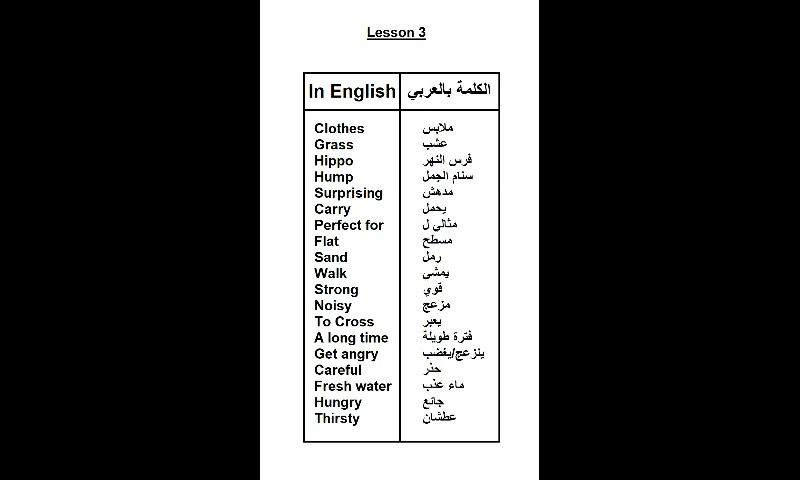 Lesson 3
In English الكلمة بالعربي
Clothes ملابس
Grass عشب
Hippo فرس النهر
Hump سنام الجمل
Surprising مدهش
Carry يحمل
Perfect for مثالي ل
Flat مسطح
Sand رمل
Walk يمشي
Strong قوي
Noisy مزعج
To Cross يعبر
A long time فترة طويلة
Get angry ينزعج/يغضب
Careful حذر
Fresh water ماء عذب
Hungry جائع
Thirsty عطشان